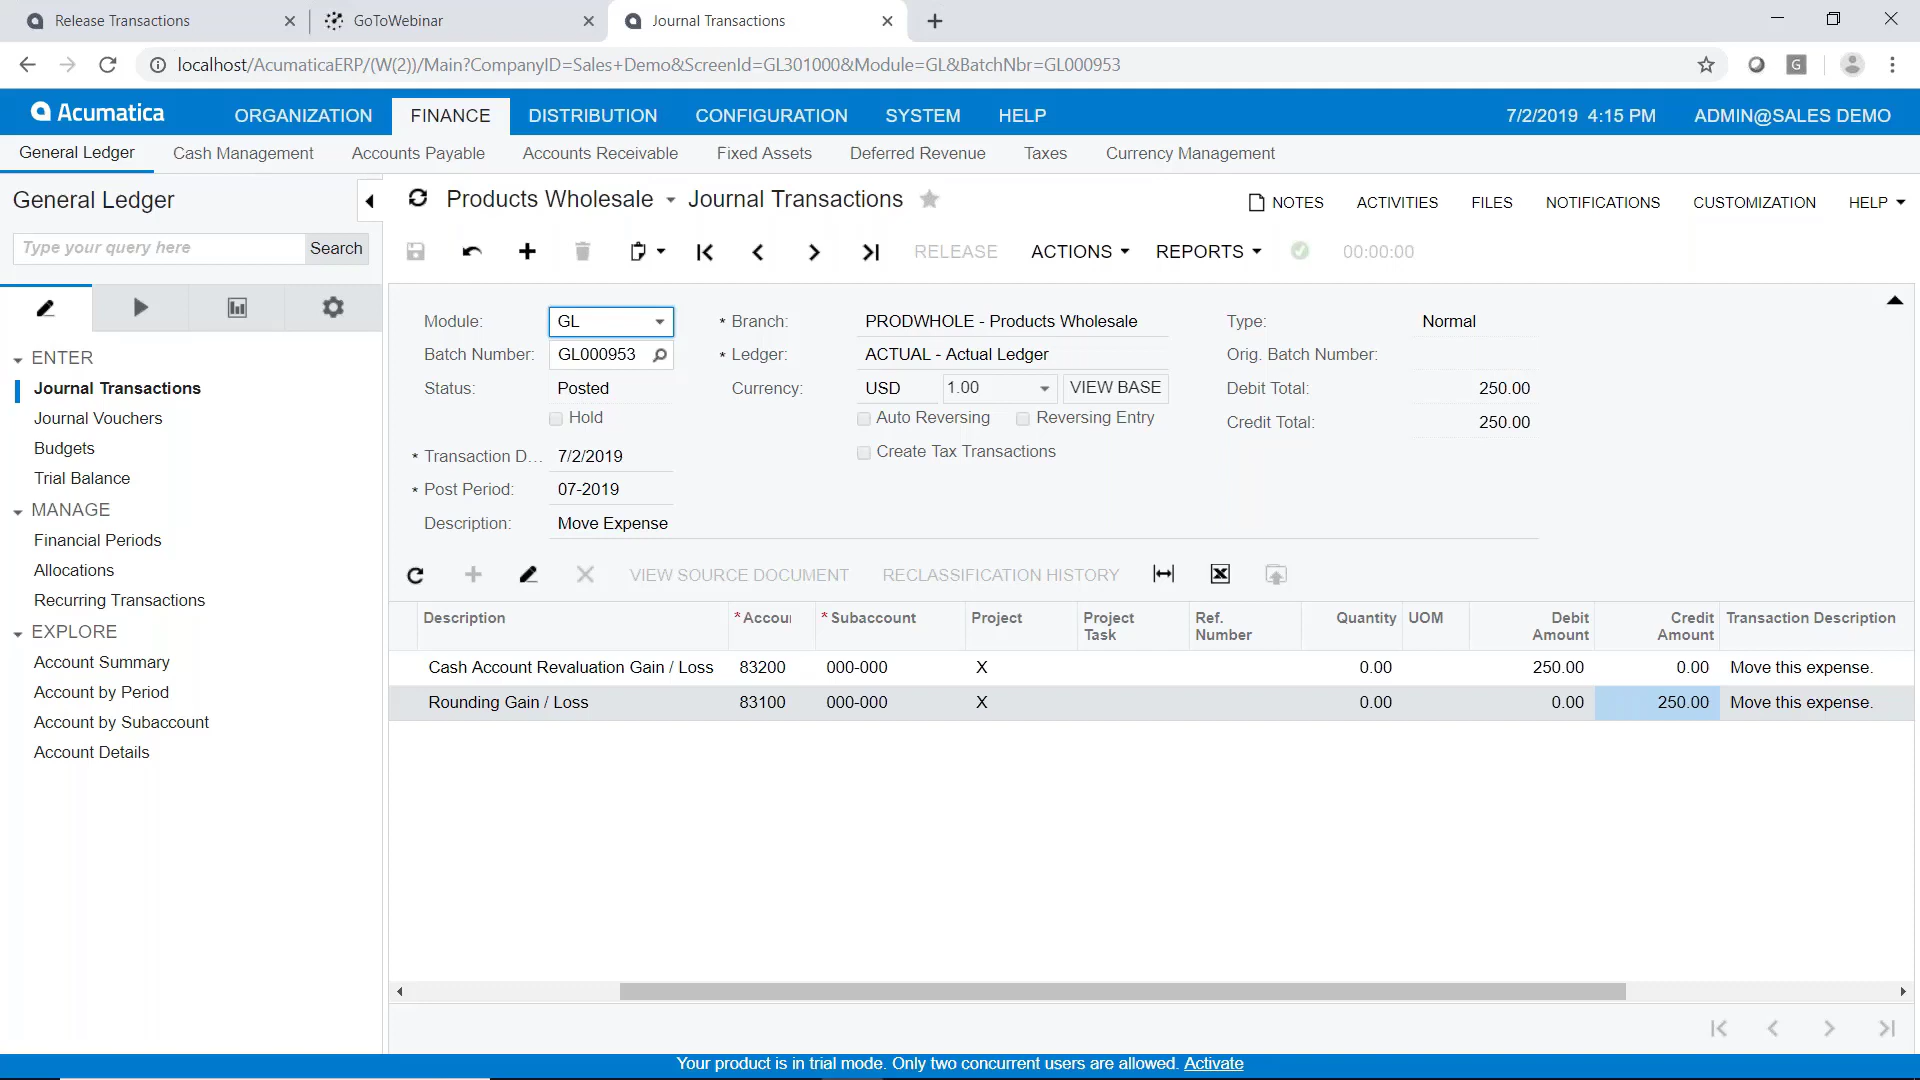 Release Transactions
GoToWebinar
Journal Transactions
localhost/AcumaticaERP/(W(2))/Main?CompanyID=Sales+Demo&ScreenId=GL301000&Module=GL&BatchNbr=GL000953
G
Acumatica
ORGANIZATION FINANCE DISTRIBUTION CONFIGURATION SYSTEM HELP
7/2/2019 4:15 PM ADMIN@SALES DEMO
General Ledger Cash Management Accounts Payable Accounts Receivable Fixed Assets Deferred Revenue Taxes Currency Management
General Ledger
Type your query here Search
ENTER
Journal Transactions
Journal Vouchers
Budgets
Trial Balance
MANAGE
Financial Periods
Allocations
Recurring Transactions
EXPLORE
Account Summary
Account by Period
Account by Subaccount
Account Details
Products Wholesale Journal Transactions
NOTES ACTIVITIES FILES NOTIFICATIONS CUSTOMIZATION HELP
RELEASE ACTIONS REPORTS 00:00:00
Module: GL * Branch: PRODWHOLE - Products Wholesale Type: Normal
Batch Number: GL000953 * Ledger: ACTUAL - Actual Ledger Orig. Batch Number:
Status: Posted Currency: USD 1.00 VIEW BASE Debit Total: 250.00
Hold Auto Reversing Reversing Entry Credit Total: 250.00
* Transaction D... 7/2/2019 Create Tax Transactions
* Post Period: 07-2019
Description: Move Expense
VIEW SOURCE DOCUMENT RECLASSIFICATION HISTORY
Description *Accou *Subaccount Project Project Task Ref. Number Quantity UOM Debit Amount Credit Amount Transaction Description
Cash Account Revaluation Gain / Loss 83200 000-000 X 0.00 250.00 0.00 Move this expense.
Rounding Gain / Loss 83100 000-000 X 0.00 0.00 250.00 Move this expense.
Your product is in trial mode. Only two concurrent users are allowed. Activate